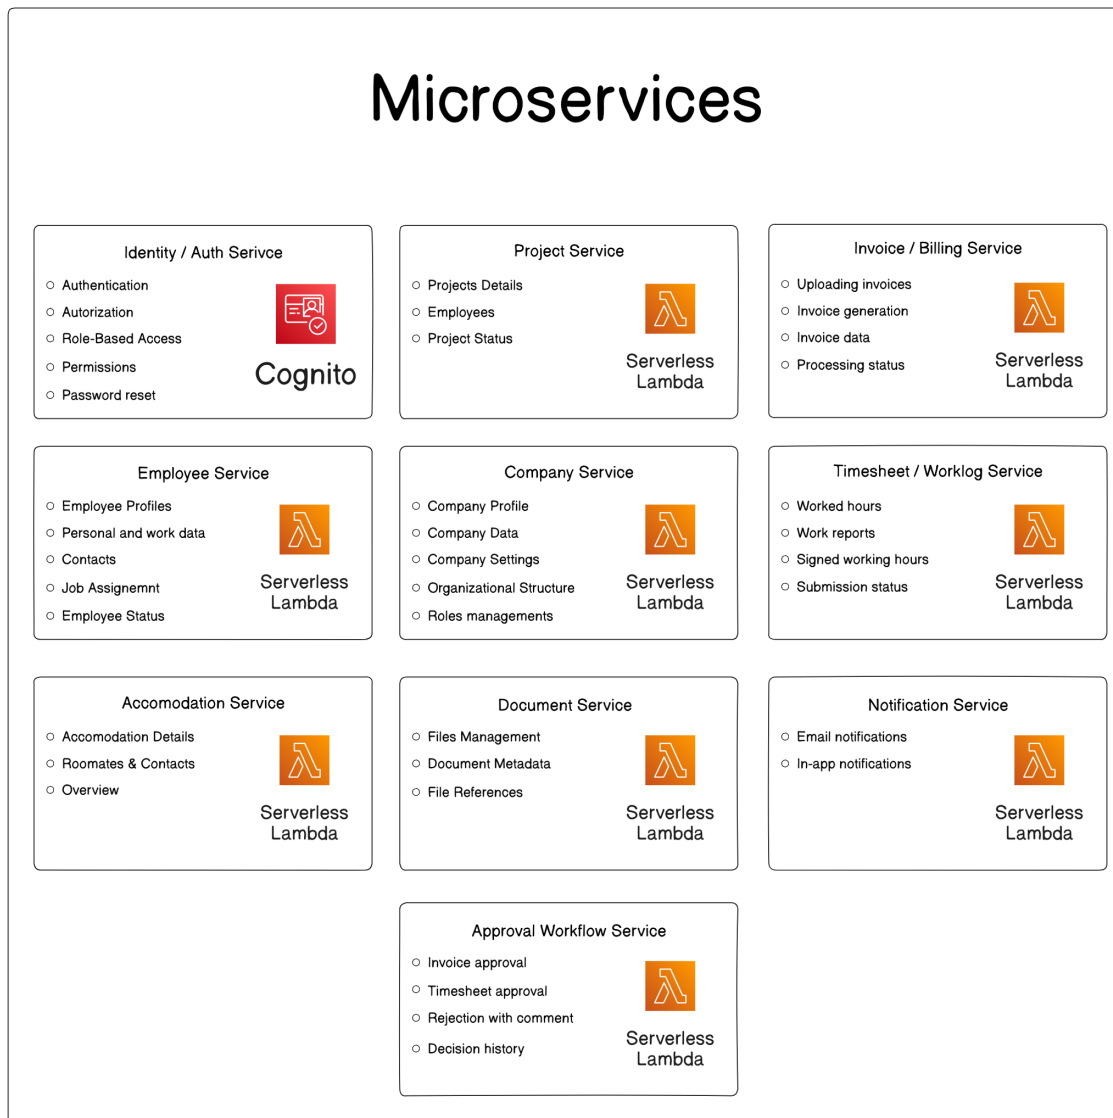 Microservices
Identity / Auth Serivce
Authentication
Autorization
Role-Based Access
Permissions
Password reset
Cognito
Project Service
Projects Details
Employees
Project Status
Serverless
Lambda
Invoice / Billing Service
Uploading invoices
Invoice generation
Invoice data
Processing status
Serverless
Lambda
Employee Service
Employee Profiles
Personal and work data
Contacts
Job Assignemnt
Employee Status
Serverless
Lambda
Company Service
Company Profile
Company Data
Company Settings
Organizational Structure
Roles managements
Serverless
Lambda
Timesheet / Worklog Service
Worked hours
Work reports
Signed working hours
Submission status
Serverless
Lambda
Accomodation Service
Accomodation Details
Roomates & Contacts
Overview
Serverless
Lambda
Document Service
Files Management
Document Metadata
File References
Serverless
Lambda
Notification Service
Email notifications
In-app notifications
Serverless
Lambda
Approval Workflow Service
Invoice approval
Timesheet approval
Rejection with comment
Decision history
Serverless
Lambda